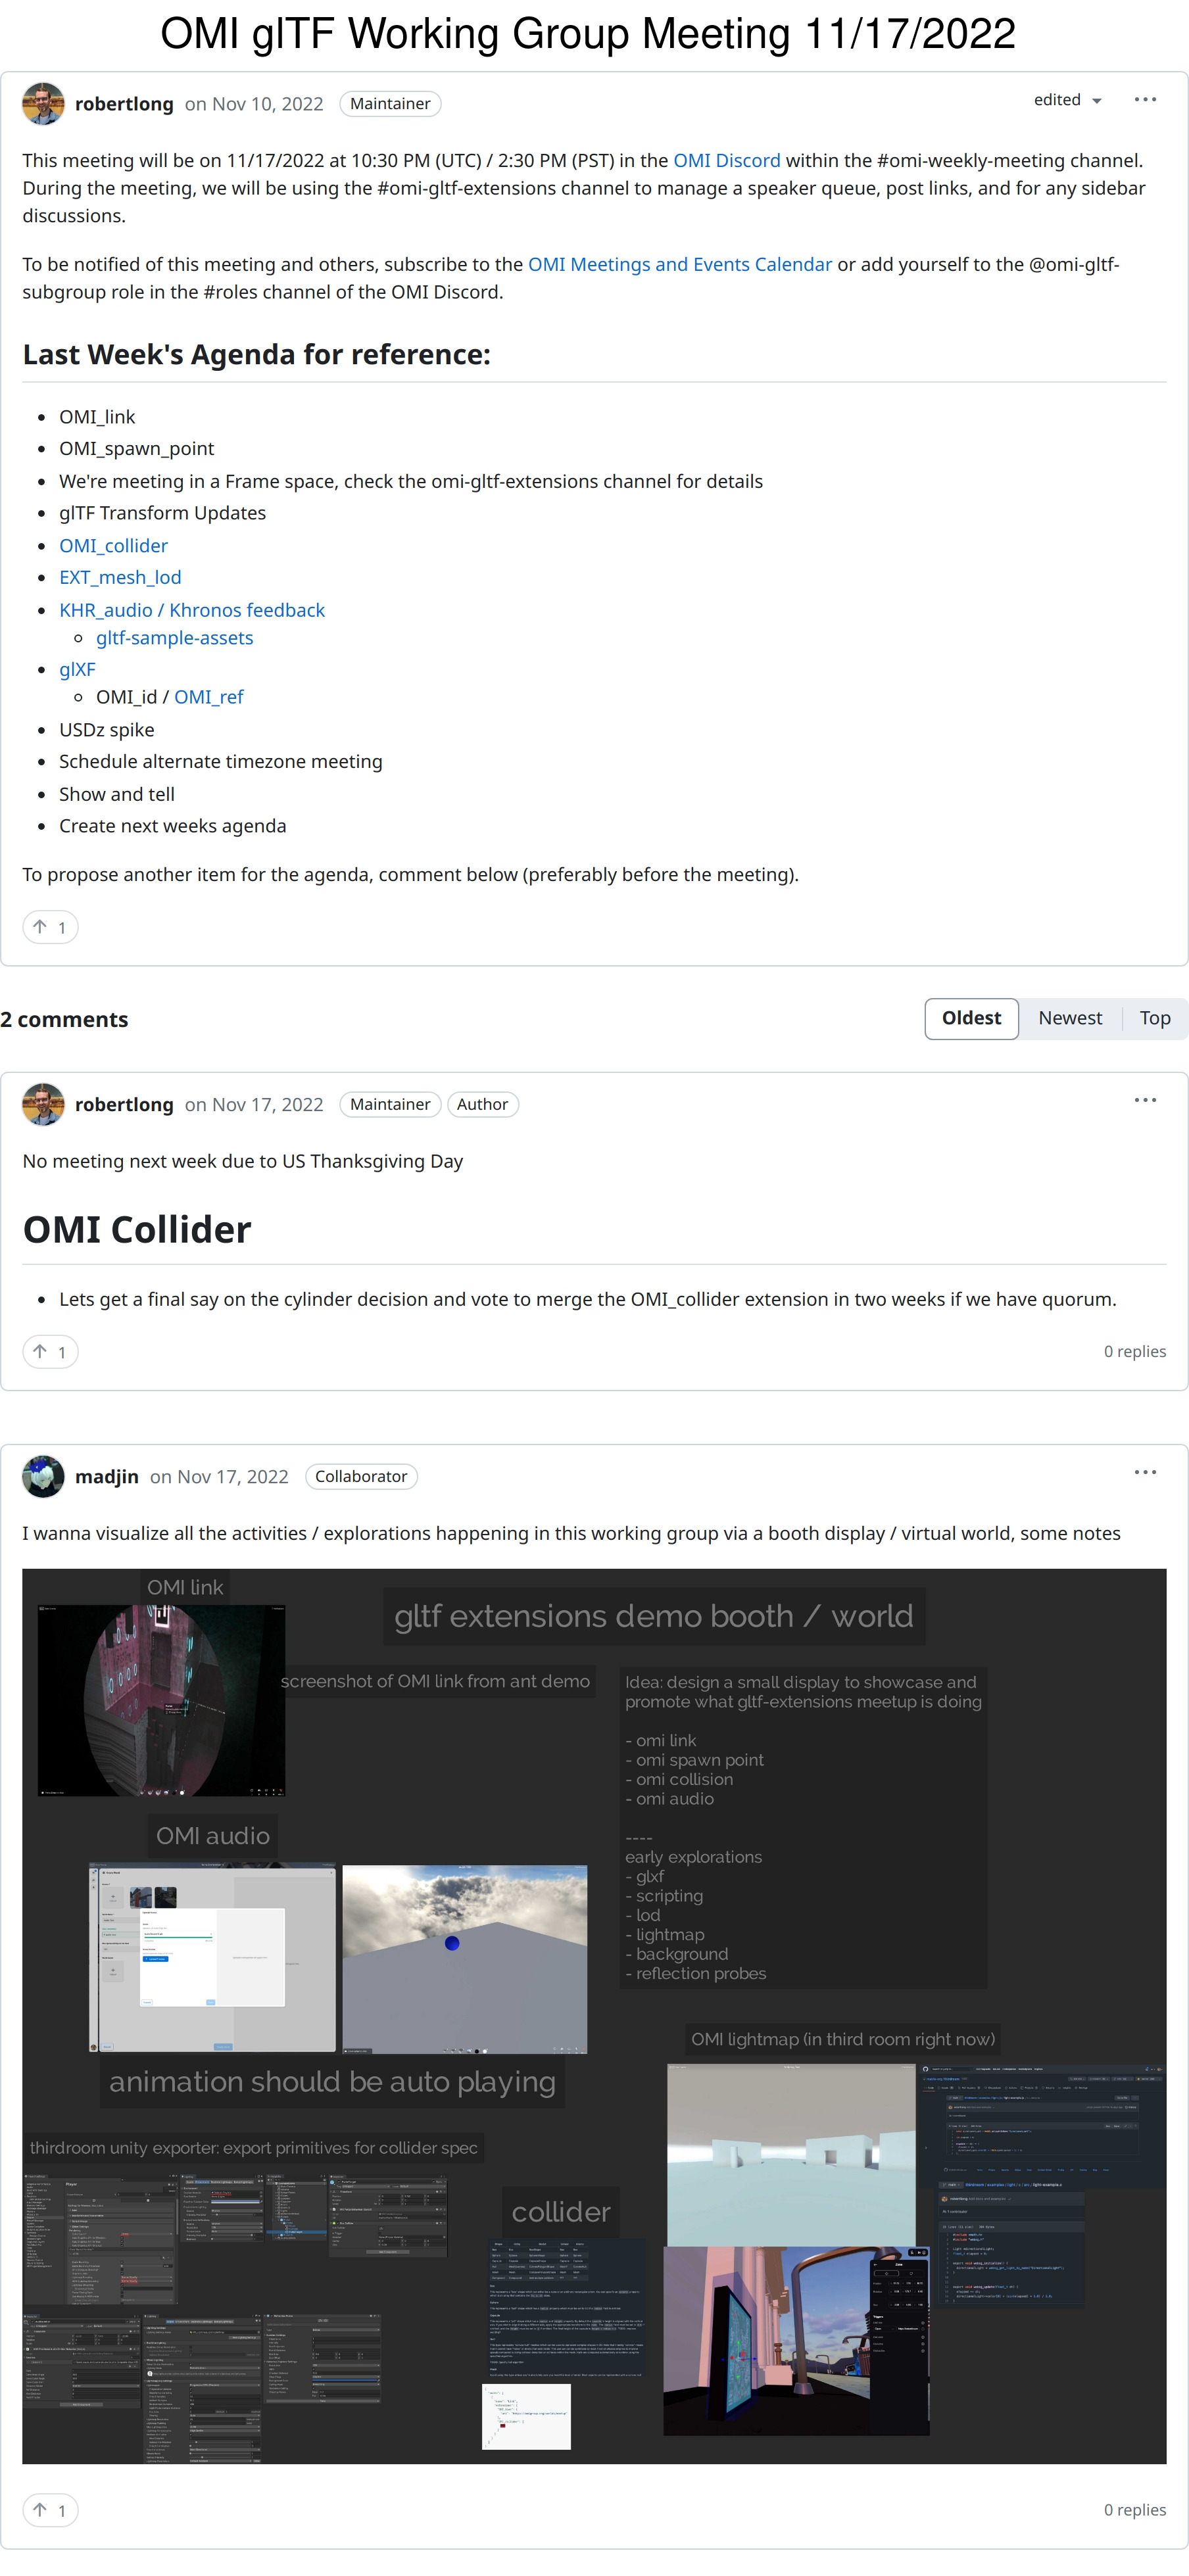 OMI glTF Working Group Meeting 11/17/2022
robertlong on Nov 10, 2022 Maintainer edited
This meeting will be on 11/17/2022 at 10:30 PM (UTC) / 2:30 PM (PST) in the OMI Discord within the #omi-weekly-meeting channel.
During the meeting, we will be using the #omi-gltf-extensions channel to manage a speaker queue, post links, and for any sidebar
discussions.
To be notified of this meeting and others, subscribe to the OMI Meetings and Events Calendar or add yourself to the @omi-gltf-
subgroup role in the #roles channel of the OMI Discord.
Last Week's Agenda for reference:
OMI_link
OMI_spawn_point
We're meeting in a Frame space, check the omi-gltf-extensions channel for details
glTF Transform Updates
OMI_collider
EXT_mesh_lod
KHR_audio / Khronos feedback
gltf-sample-assets
glXF
OMI_id / OMI_ref
USDz spike
Schedule alternate timezone meeting
Show and tell
Create next weeks agenda
To propose another item for the agenda, comment below (preferably before the meeting).
1
2 comments
Oldest Newest Top
robertlong on Nov 17, 2022 Maintainer Author
No meeting next week due to US Thanksgiving Day
OMI Collider
Lets get a final say on the cylinder decision and vote to merge the OMI_collider extension in two weeks if we have quorum.
1
0 replies
madjin on Nov 17, 2022 Collaborator
I wanna visualize all the activities / explorations happening in this working group via a booth display / virtual world, some notes
OMI link
gltf extensions demo booth / world
screenshot of OMI link from ant demo
Idea: design a small display to showcase and
promote what gltf-extensions meetup is doing
- omi link
- omi spawn point
- omi collision
- omi audio
----
early explorations
- glxf
- scripting
- lod
- lightmap
- background
- reflection probes
OMI audio
animation should be auto playing
OMI lightmap (in third room right now)
thirdroom unity exporter: export primitives for collider spec
collider
1
0 replies